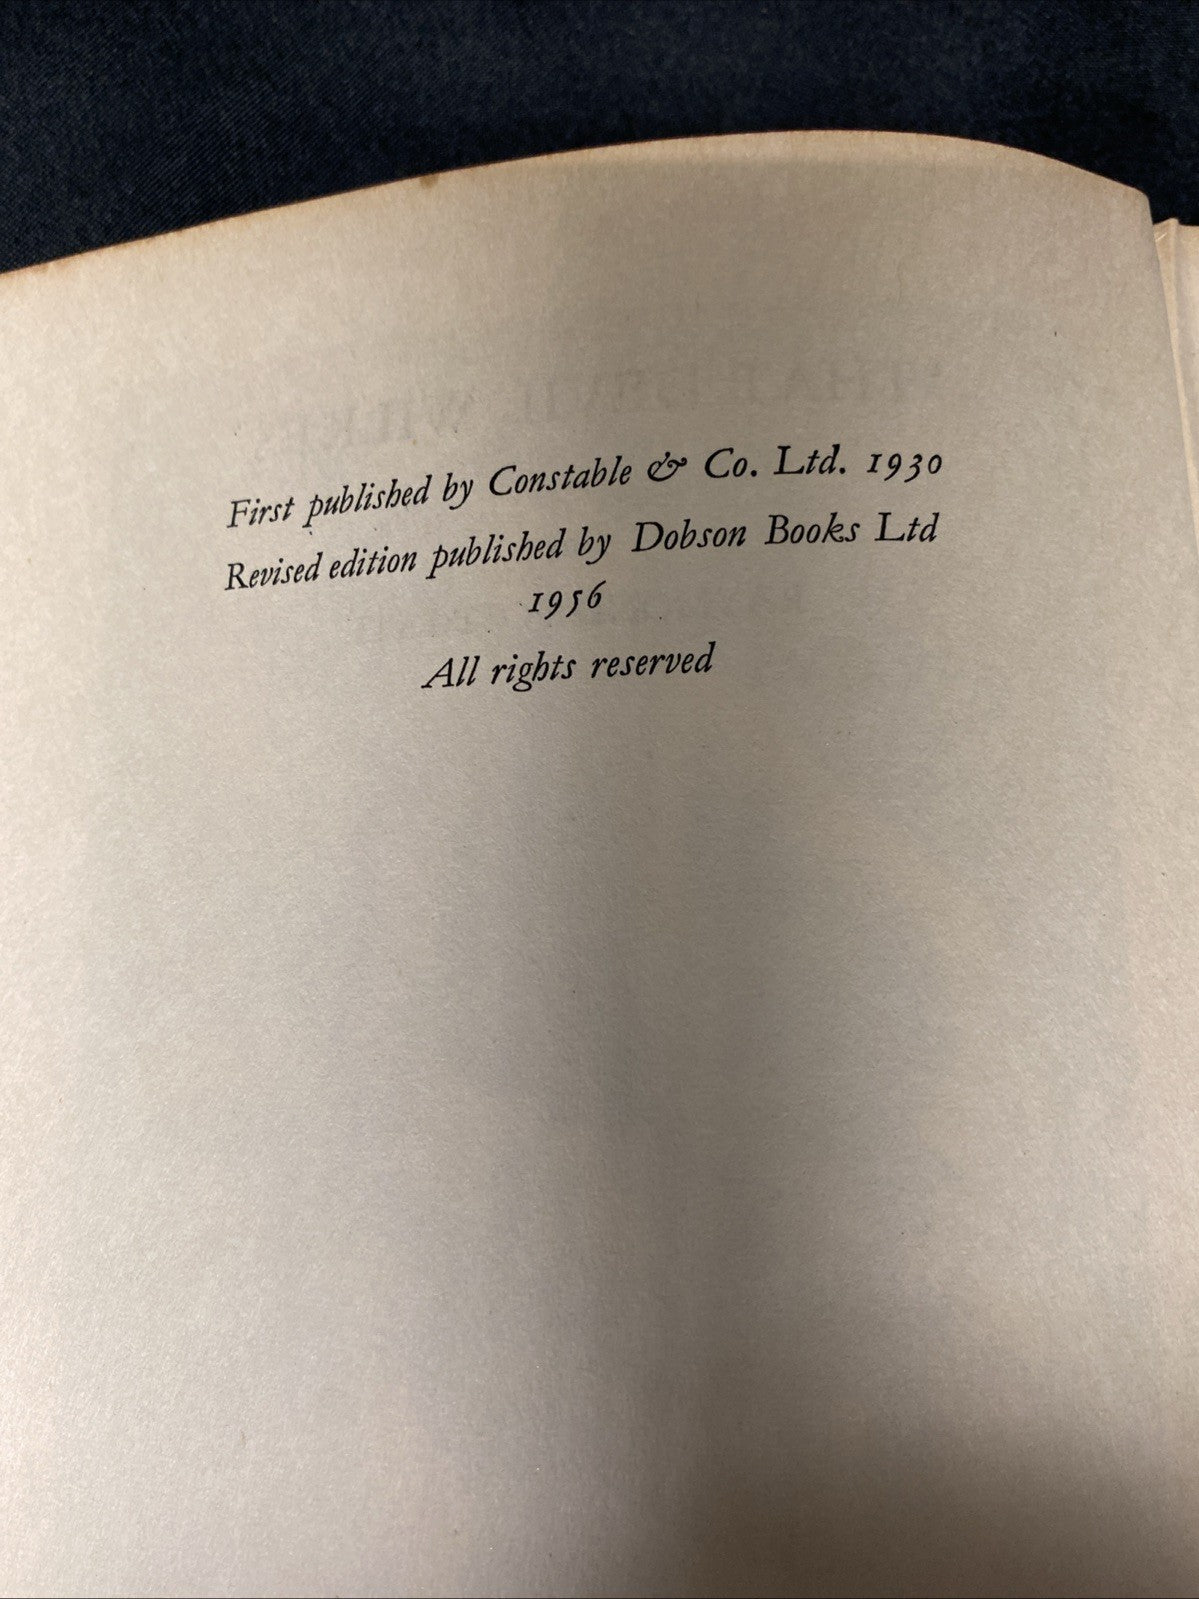 First published by Constable & Co. Ltd. 1930
Revised edition published by Dobson Books Ltd
1956
All rights reserved